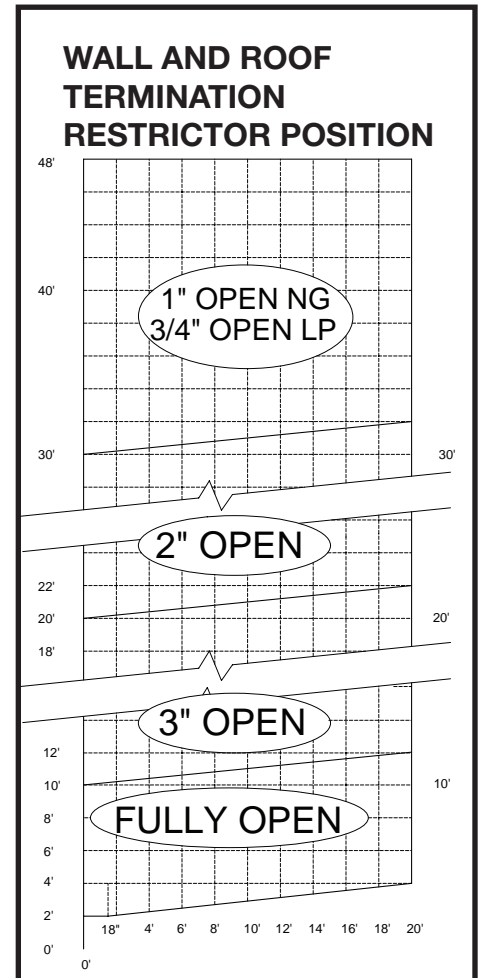 WALL AND ROOF
TERMINATION
RESTRICTOR POSITION
48'
40'
1" OPEN NG
3/4" OPEN LP
30'
30'
2" OPEN
22'
20'
20'
18'
3" OPEN
12'
10'
10'
8'
FULLY OPEN
6'
4'
2'
18" 4' 6' 8' 10' 12' 14' 16' 18' 20'
0'
0'